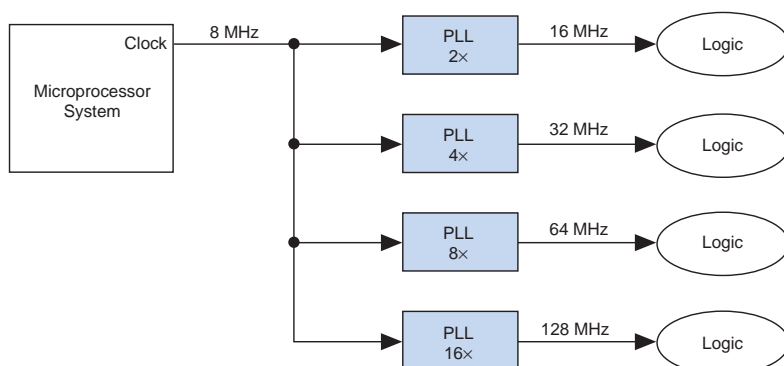 Clock
8 MHz
Microprocessor
System
PLL
2×
16 MHz
Logic
PLL
4×
32 MHz
Logic
PLL
8×
64 MHz
Logic
PLL
16×
128 MHz
Logic